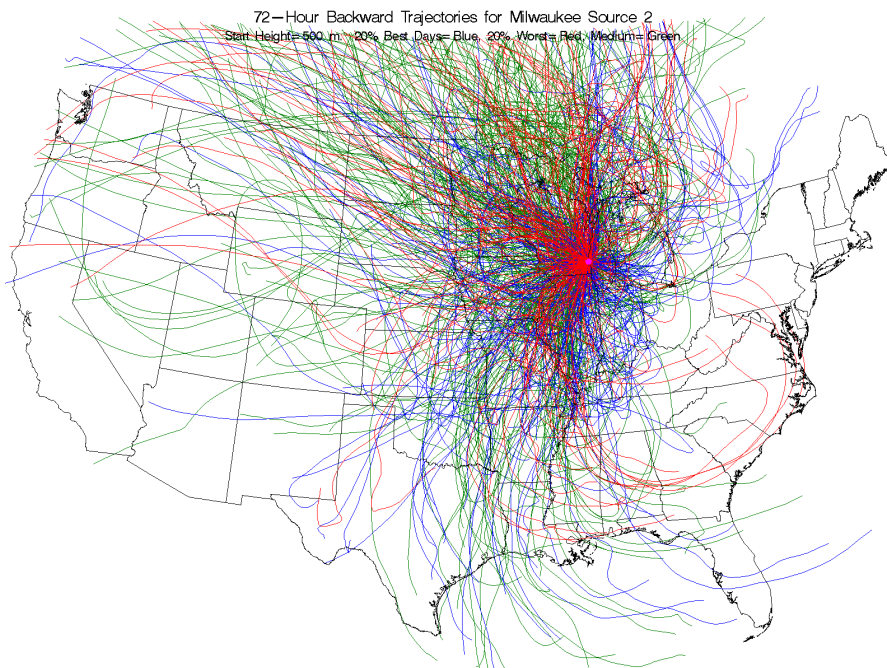 72-Hour Backward Trajectories for Milwaukee Source 2
Start Height= 500 m. 20% Best Days= Blue, 20% Worst= Red, Medium= Green